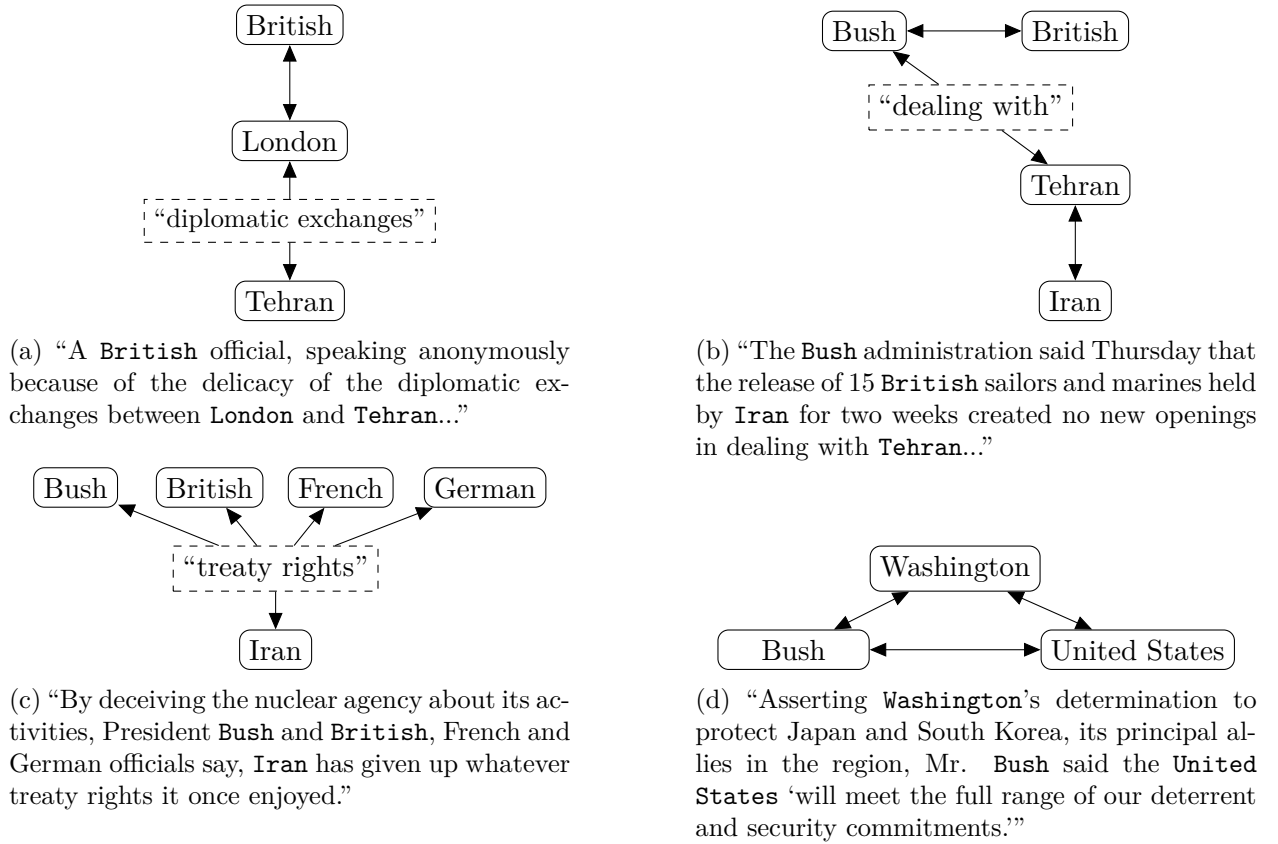 British
London
“diplomatic exchanges”
Tehran
(a) “A British official, speaking anonymously
because of the delicacy of the diplomatic ex-
changes between London and Tehran...”
Bush British
“dealing with”
Tehran
Iran
(b) “The Bush administration said Thursday that
the release of 15 British sailors and marines held
by Iran for two weeks created no new openings
in dealing with Tehran...”
Bush British French German
“treaty rights”
Iran
(c) “By deceiving the nuclear agency about its ac-
tivities, President Bush and British, French and
German officials say, Iran has given up whatever
treaty rights it once enjoyed.”
Washington
Bush United States
(d) “Asserting Washington’s determination to
protect Japan and South Korea, its principal al-
lies in the region, Mr. Bush said the United
States ‘will meet the full range of our deterrent
and security commitments.’”